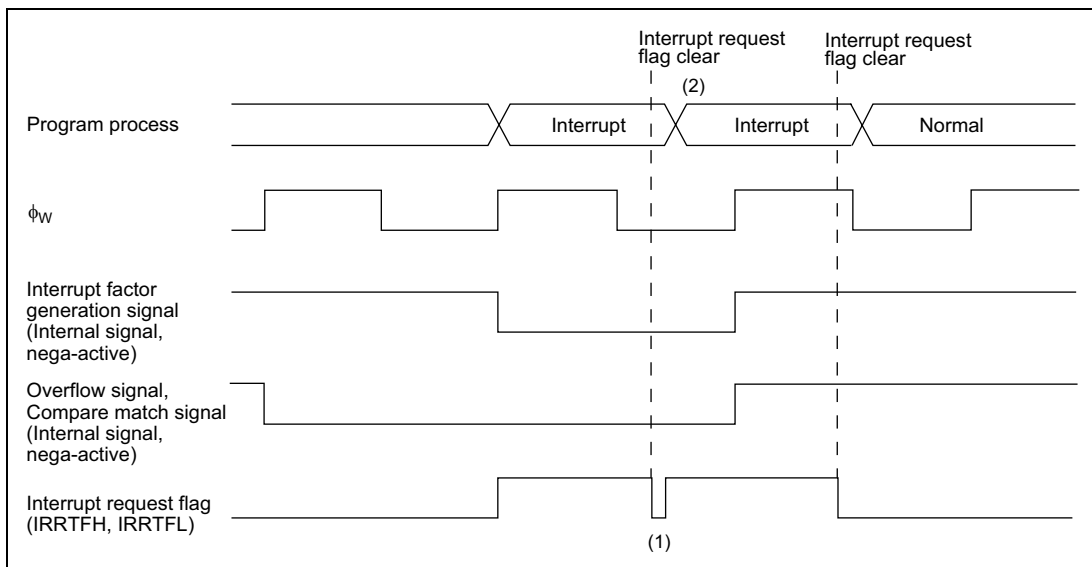 Interrupt request
flag clear
Interrupt request
flag clear
(2)
Program process
Interrupt
Interrupt
Normal
ϕW
Interrupt factor
generation signal
(Internal signal,
nega-active)
Overflow signal,
Compare match signal
(Internal signal,
nega-active)
Interrupt request flag
(IRRTFH, IRRTFL)
(1)